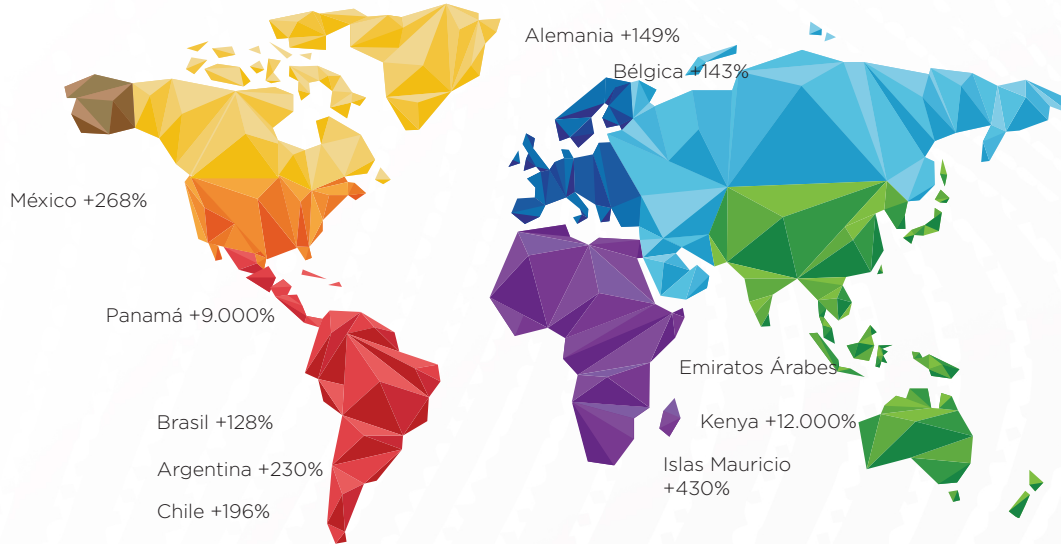 Alemania +149%
Bélgica +143%
México +268%
Panamá +9.000%
Emiratos Árabes
Brasil +128%
Kenya +12.000%
Argentina +230%
Islas Mauricio
+430%
Chile +196%